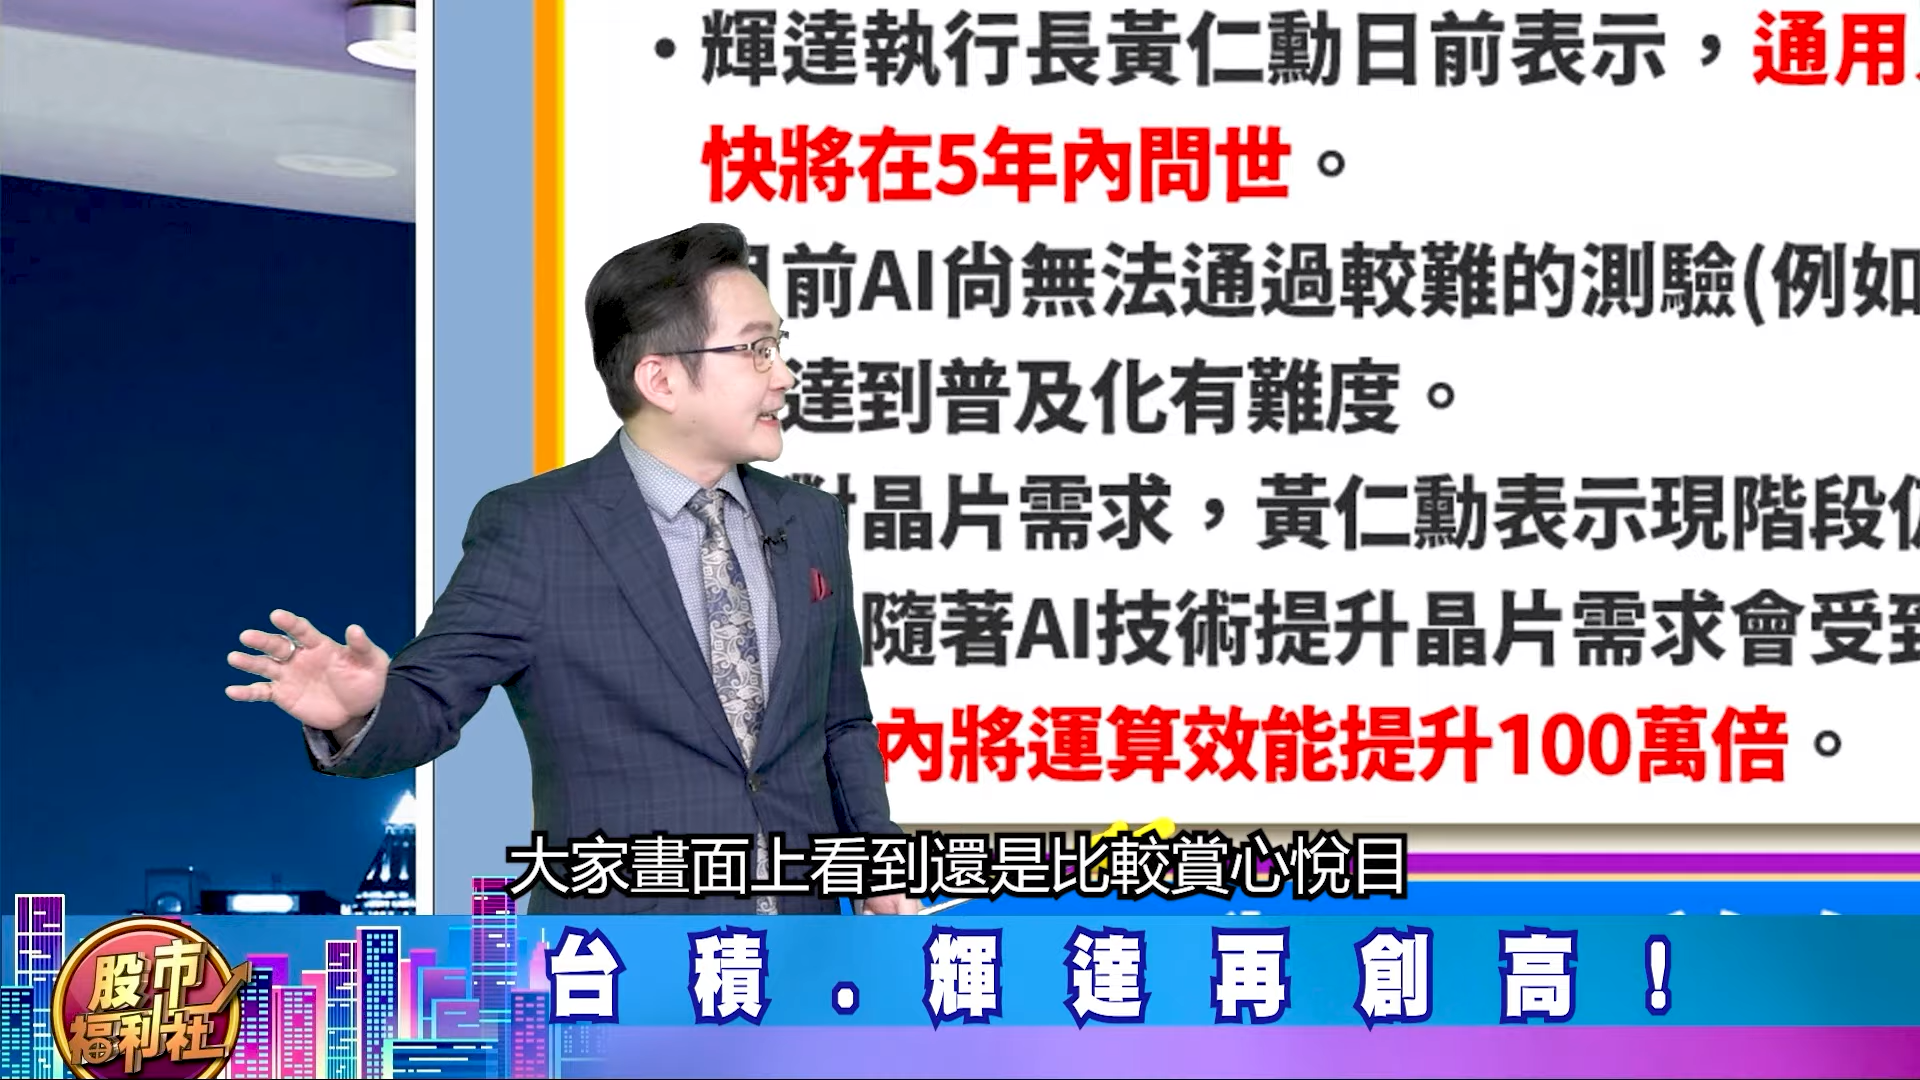 •輝達執行長黃仁勳日前表示，通用
快將在5年內問世。
前AI尚無法通過較難的測驗(例如
達到普及化有難度。
對晶片需求，黃仁勳表示現階段仍
隨著AI技術提升晶片需求會受到
內將運算效能提升100萬倍。
大家畫面上看到還是比較賞心悅目
台積．輝達再創高！
股市
福利社